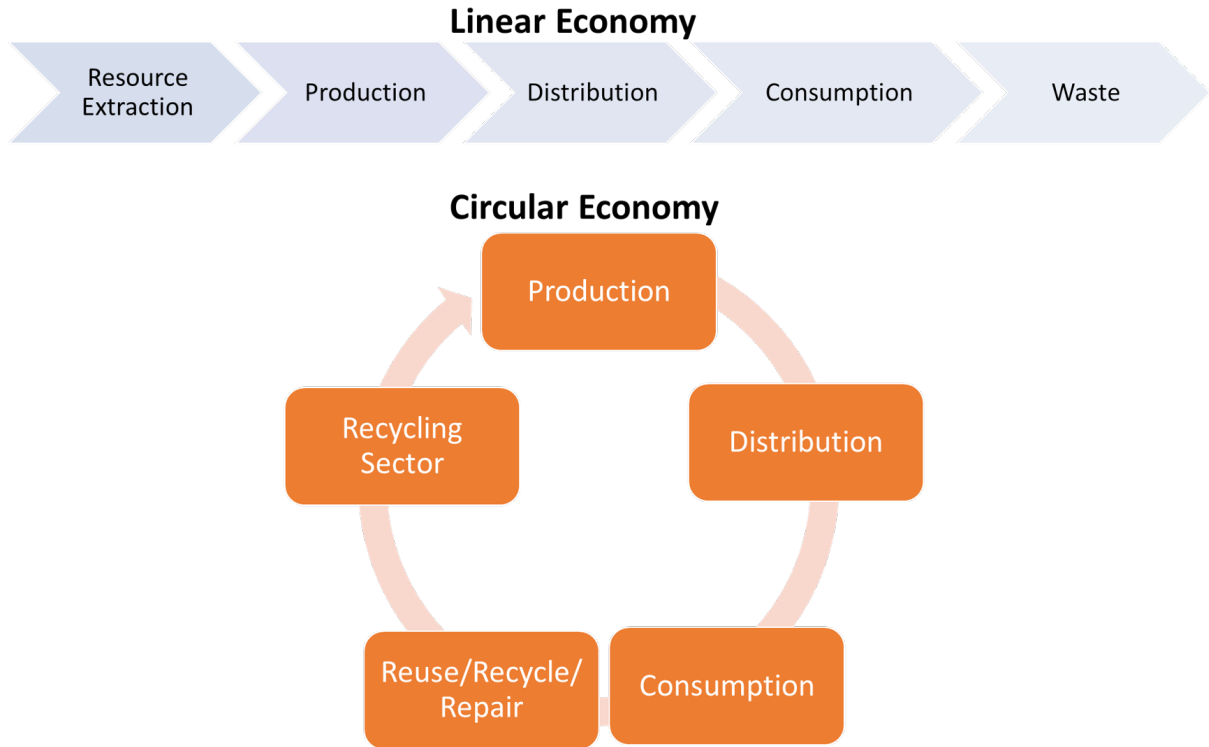 Linear Economy
Resource
Extraction
Production
Distribution
Consumption
Waste
Circular Economy
Production
Distribution
Consumption
Reuse/Recycle/
Repair
Recycling
Sector